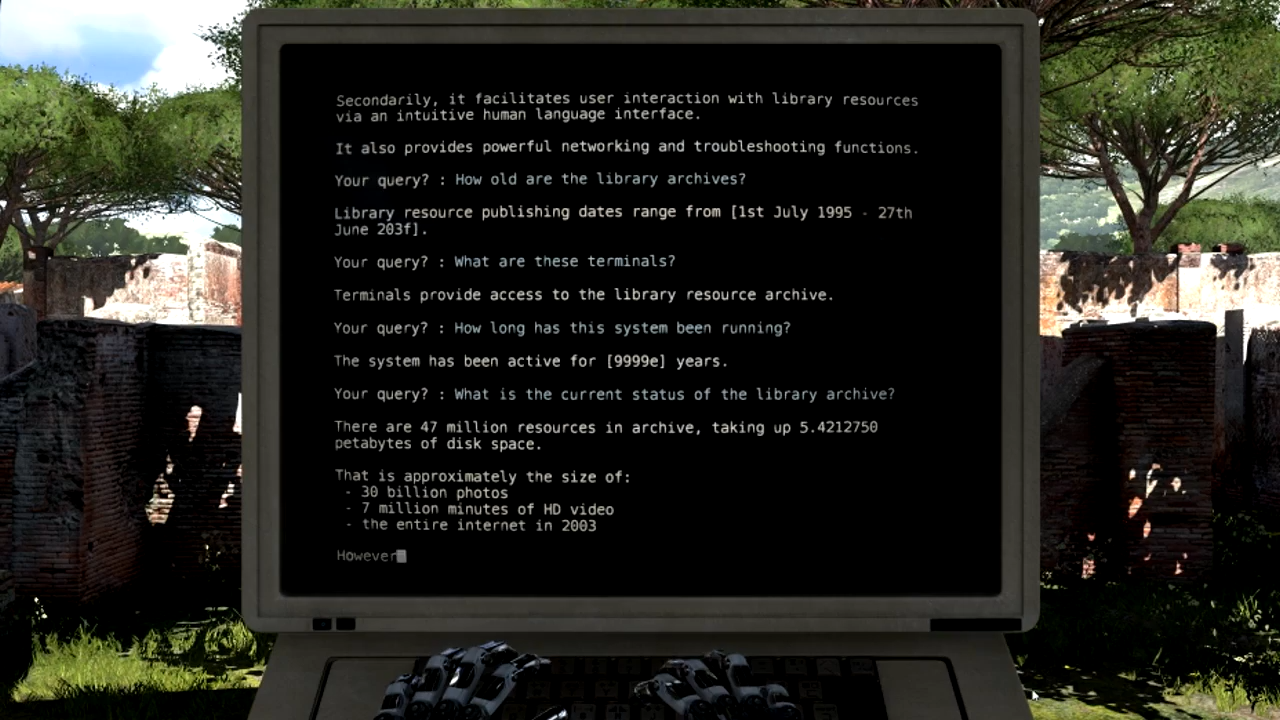 Secondarily, it facilitates user interaction with library resources
via an intuitive human language interface.
It also provides powerful networking and troubleshooting functions.
Your query? : How old are the library archives?
Library resource publishing dates range from [1st July 1995 - 27th
June 203f].
Your query? : What are these terminals?
Terminals provide access to the library resource archive.
Your query? : How long has this system been running?
The system has been active for [9999e] years.
Your query? : What is the current status of the library archive?
There are 47 million resources in archive, taking up 5.4212750
petabytes of disk space.
That is approximately the size of:
- 30 billion photos
- 7 million minutes of HD video
- the entire internet in 2003
However